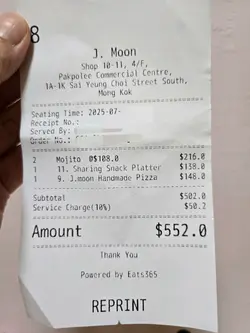 8
J. Moon
Shop 10-11, 4/F,
Pakpolee Commercial Centre,
1A-1K Sai Yeung Choi Street South,
Mong Kok
Seating Time: 2025-07-
Receipt No.:
Served By:
Order No.:
2 Mojito @$108.0 $216.0
1 11. Sharing Snack Platter $138.0
1 9. J.moon Handmade Pizza $148.0
Subtotal $502.0
Service Charge(10%) $50.2
Amount $552.0
Thank You
Powered by Eats365
REPRINT